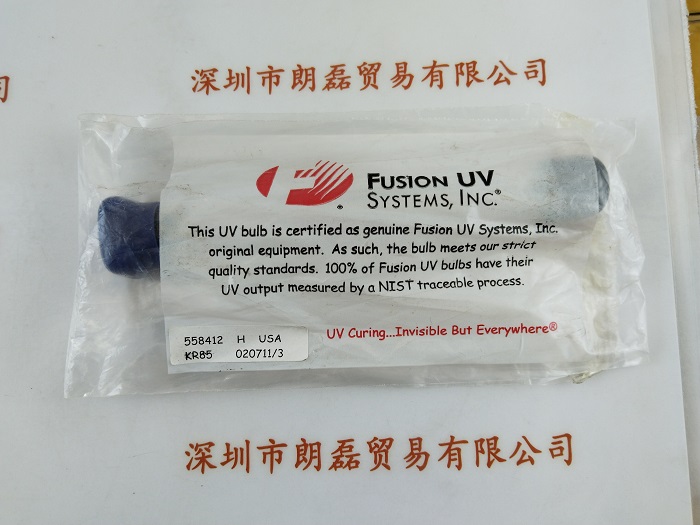 深圳市朗磊贸易有限公司
司
FUSION UV
SYSTEMS, INC.®
®
This UV bulb is certified as genuine Fusion UV Systems, Inc.
original equipment. As such, the bulb meets our strict
quality standards. 100% of Fusion UV bulbs have their
UV output measured by a NIST traceable process.
UV Curing...Invisible But Everywhere®
558412 H USA
KR85 020711/3
深圳市朗磊贸易有限公司